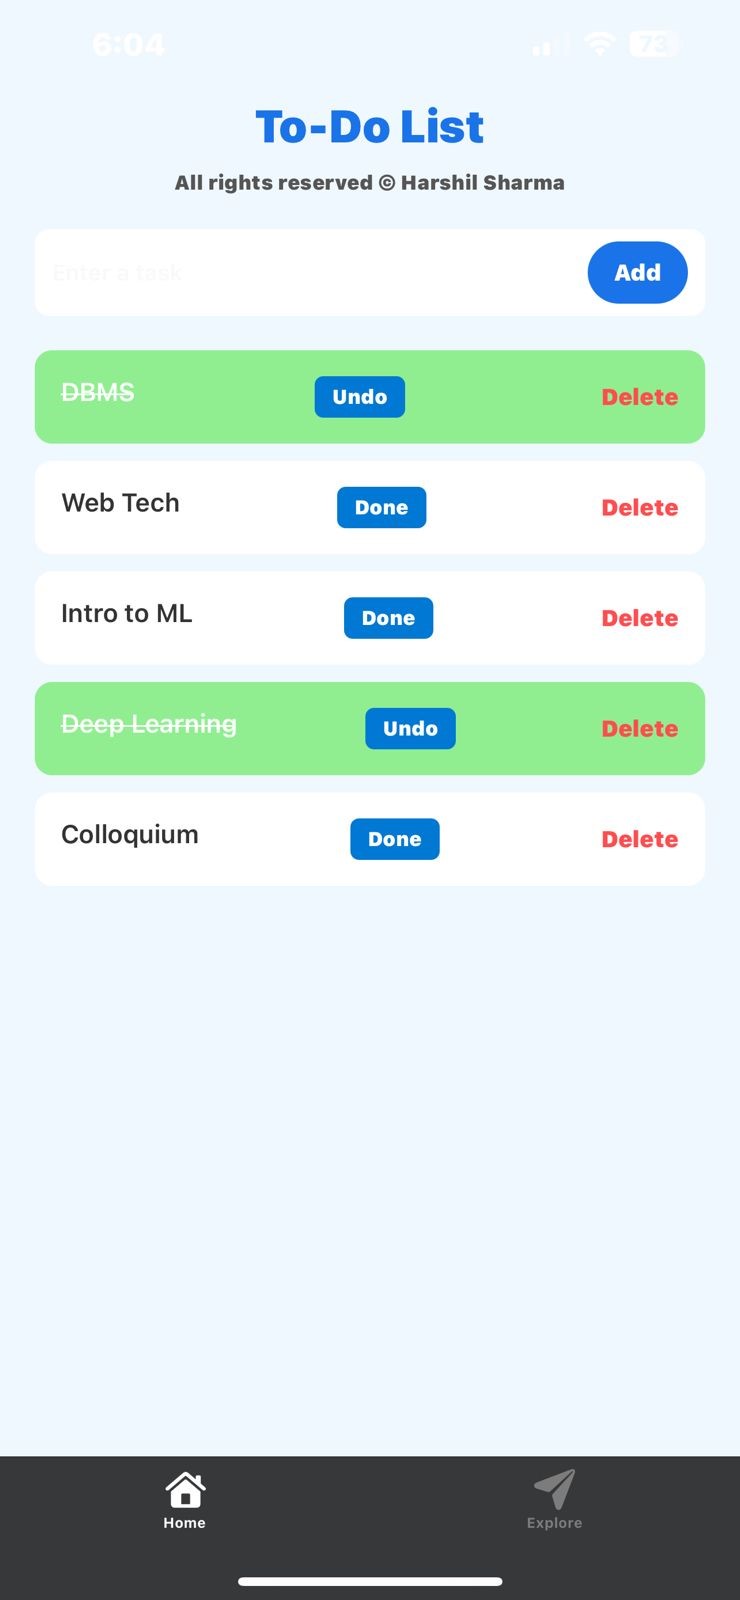 6:04 73
To-Do List
All rights reserved © Harshil Sharma
Enter a task Add
DBMS Undo Delete
Web Tech Done Delete
Intro to ML Done Delete
Deep Learning Undo Delete
Colloquium Done Delete
Home Explore